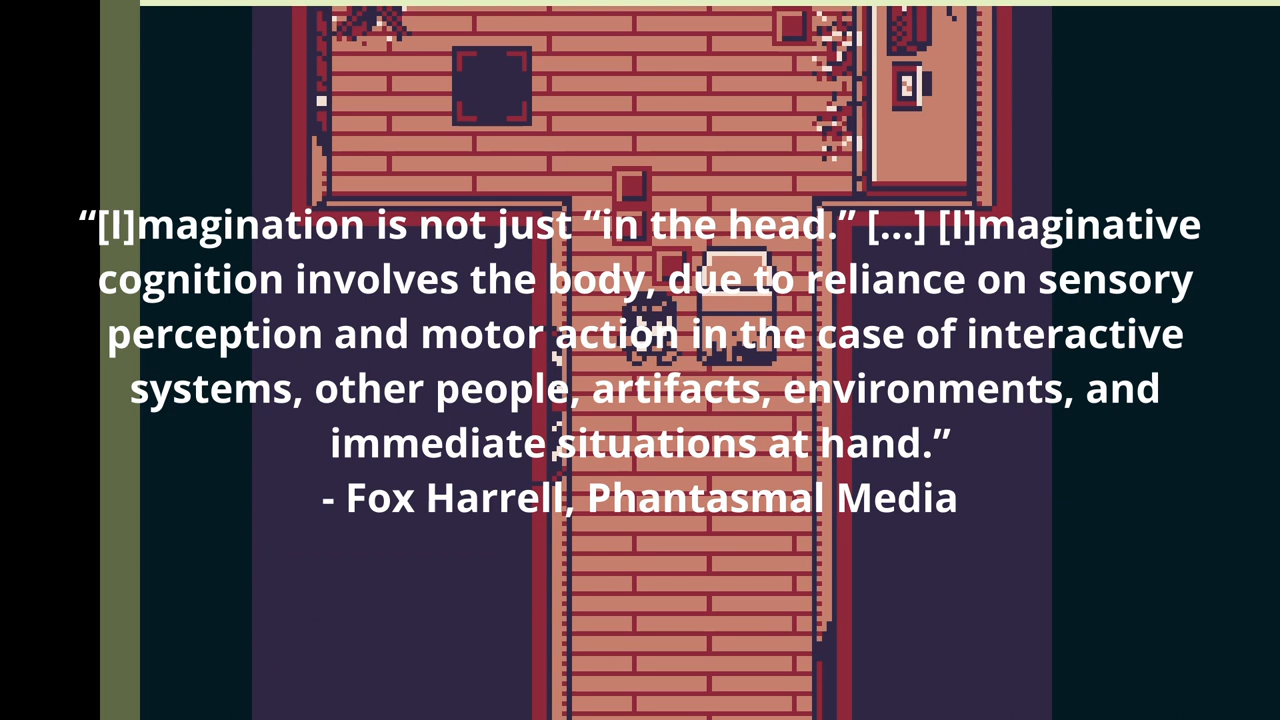 “[I]magination is not just “in the head.” [...] [I]maginative
cognition involves the body, due to reliance on sensory
perception and motor action in the case of interactive
systems, other people, artifacts, environments, and
immediate situations at hand.”
- Fox Harrell, Phantasmal Media